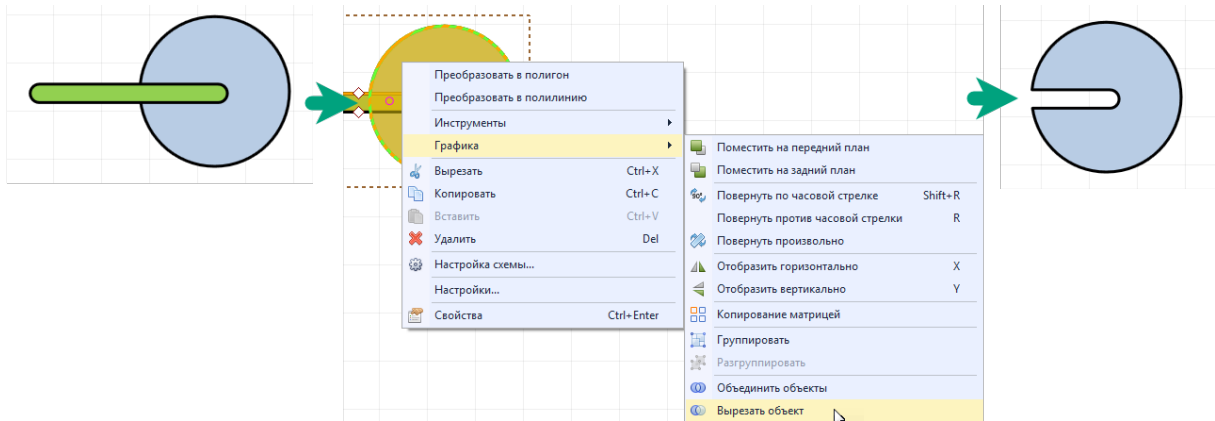 Преобразовать в полигон
Преобразовать в полилинию
Инструменты
Графика
Вырезать Ctrl+X
Копировать Ctrl+C
Вставить Ctrl+V
Удалить Del
Настройка схемы...
Настройки...
Свойства Ctrl+Enter
Поместить на передний план
Поместить на задний план
Повернуть по часовой стрелке Shift+R
Повернуть против часовой стрелки R
Повернуть произвольно
Отобразить горизонтально X
Отобразить вертикально Y
Копирование матрицей
Группировать
Разгруппировать
Объединить объекты
Вырезать объект